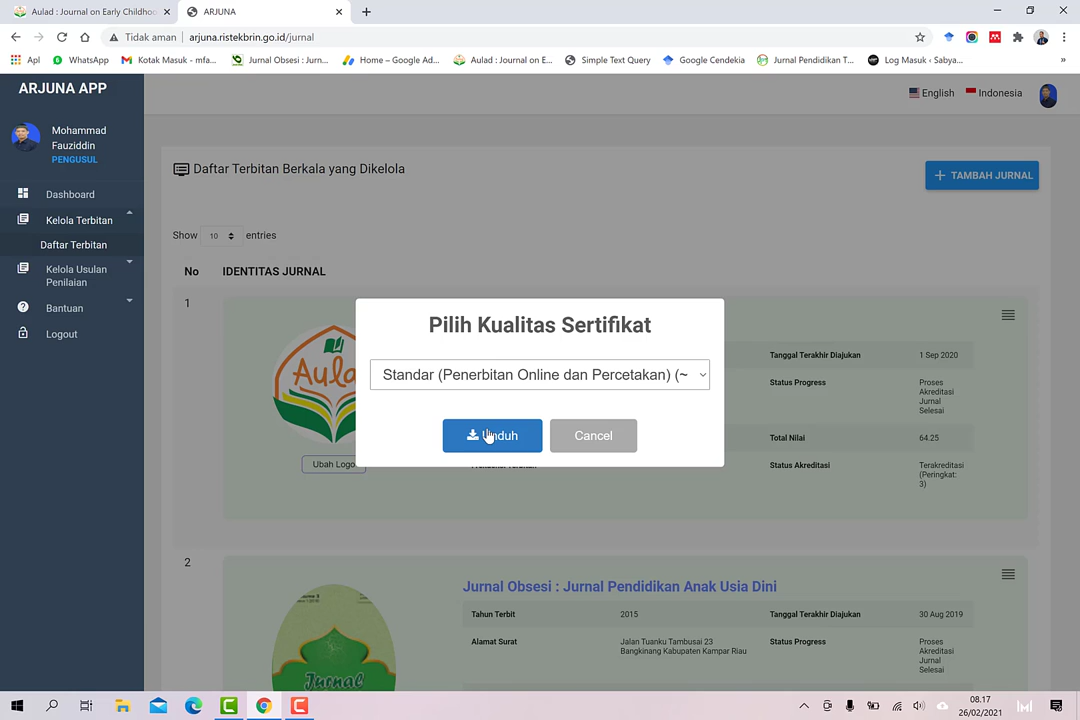 Aulad : Journal on Early Childhoo
ARJUNA
Tidak aman
arjuna.ristekbrin.go.id/jurnal
Apl
WhatsApp
Kotak Masuk - mfa...
Jurnal Obsesi : Jurn...
Home – Google Ad...
Aulad : Journal on E...
Simple Text Query
Google Cendekia
Jurnal Pendidikan T...
Log Masuk ‹ Sabya...
»
ARJUNA APP
English
Indonesia
Mohammad
Fauziddin
PENGUSUL
Daftar Terbitan Berkala yang Dikelola
TAMBAH JURNAL
Dashboard
Kelola Terbitan
Daftar Terbitan
Kelola Usulan
Penilaian
Bantuan
Logout
Show 10 entries
No IDENTITAS JURNAL
1
Aula
Ubah Logo
Pilih Kualitas Sertifikat
Standar (Penerbitan Online dan Percetakan) (~
Unduh
Cancel
Tanggal Terakhir Diajukan
1 Sep 2020
Status Progress
Proses
Akreditasi
Jurnal
Selesai
Total Nilai
64.25
Status Akreditasi
Terakreditasi
(Peringkat:
3)
2
Jurnal Obsesi : Jurnal Pendidikan Anak Usia Dini
Tahun Terbit
2015
Tanggal Terakhir Diajukan
30 Aug 2019
Alamat Surat
Jalan Tuanku Tambusai 23
Bangkinang Kabupaten Kampar Riau
Status Progress
Proses
Akreditasi
Jurnal
Selesai
Jurnal
08.17
26/02/2021